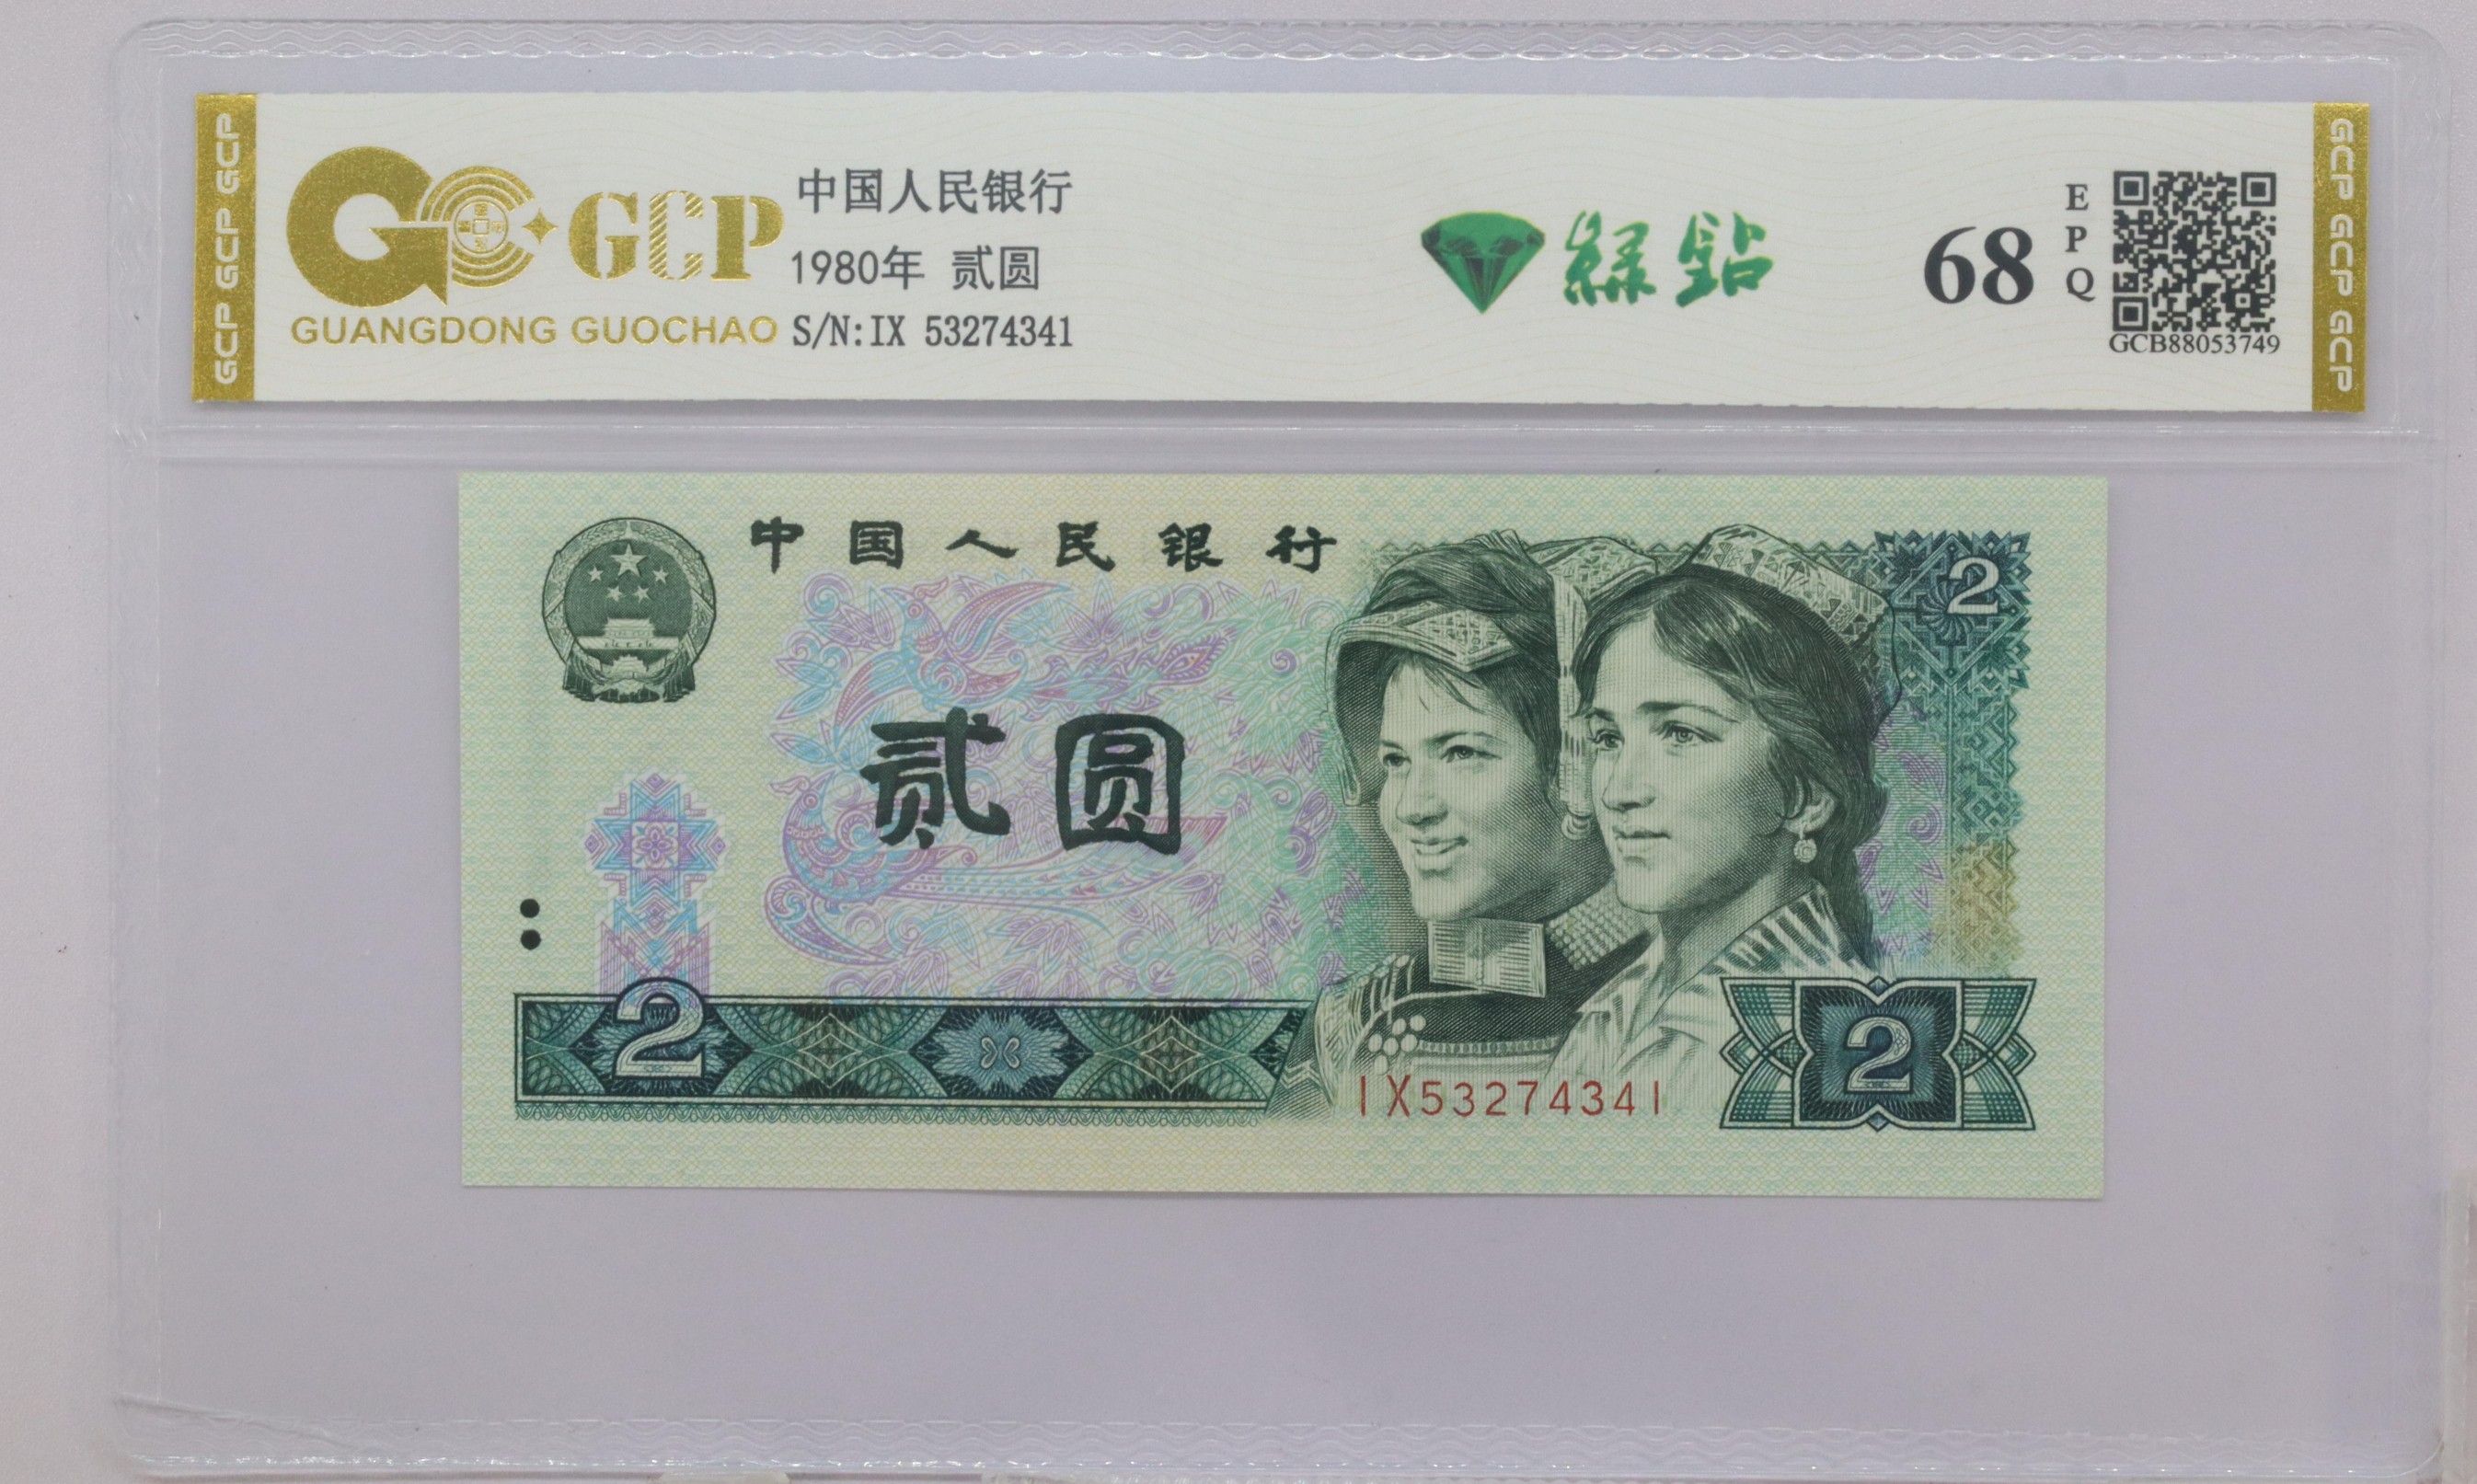 GCP GCP GCP
GCP
GUANGDONG GUOCHAO
中国人民银行
1980年 贰圆
S/N:IX 53274341
綠鉆
68
EPQ
GCB88053749
GCP GCP GCP
中国人民银行
2
贰圆
2
IX53274341
2